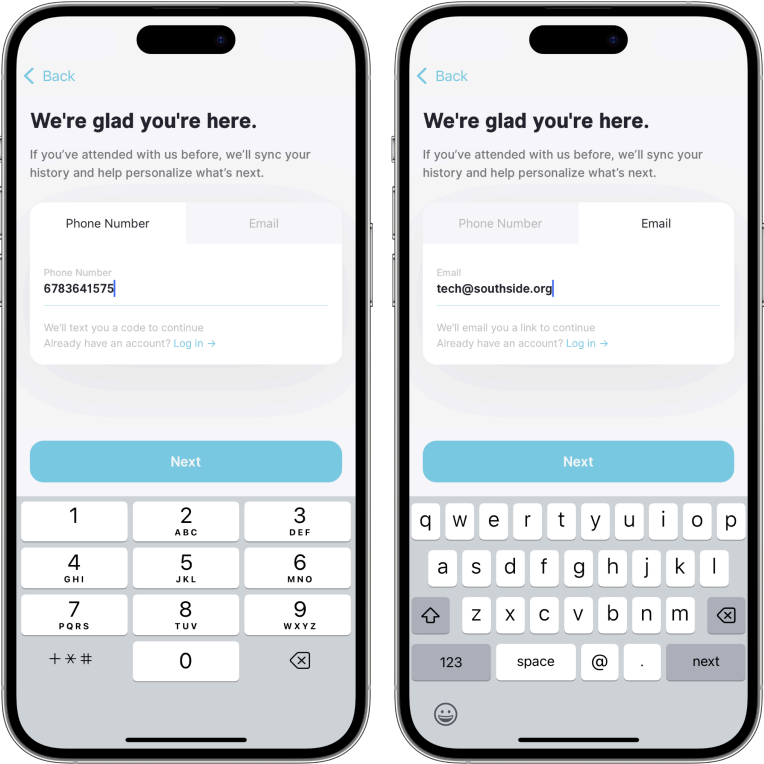 Back
We're glad you're here.
If you've attended with us before, we'll sync your
history and help personalize what's next.
Phone Number Email
Phone Number
6783641575
We'll text you a code to continue
Already have an account? Log in →
Next
1 2 3
ABC DEF
4 5 6
GHI JKL MNO
7 8 9
PQRS TUV WXYZ
+*# 0
Back
We're glad you're here.
If you've attended with us before, we'll sync your
history and help personalize what's next.
Phone Number Email
Email
tech@southside.org
We'll email you a link to continue
Already have an account? Log in →
Next
q w e r t y u i o p
a s d f g h j k l
z x c v b n m
123 space @ . next